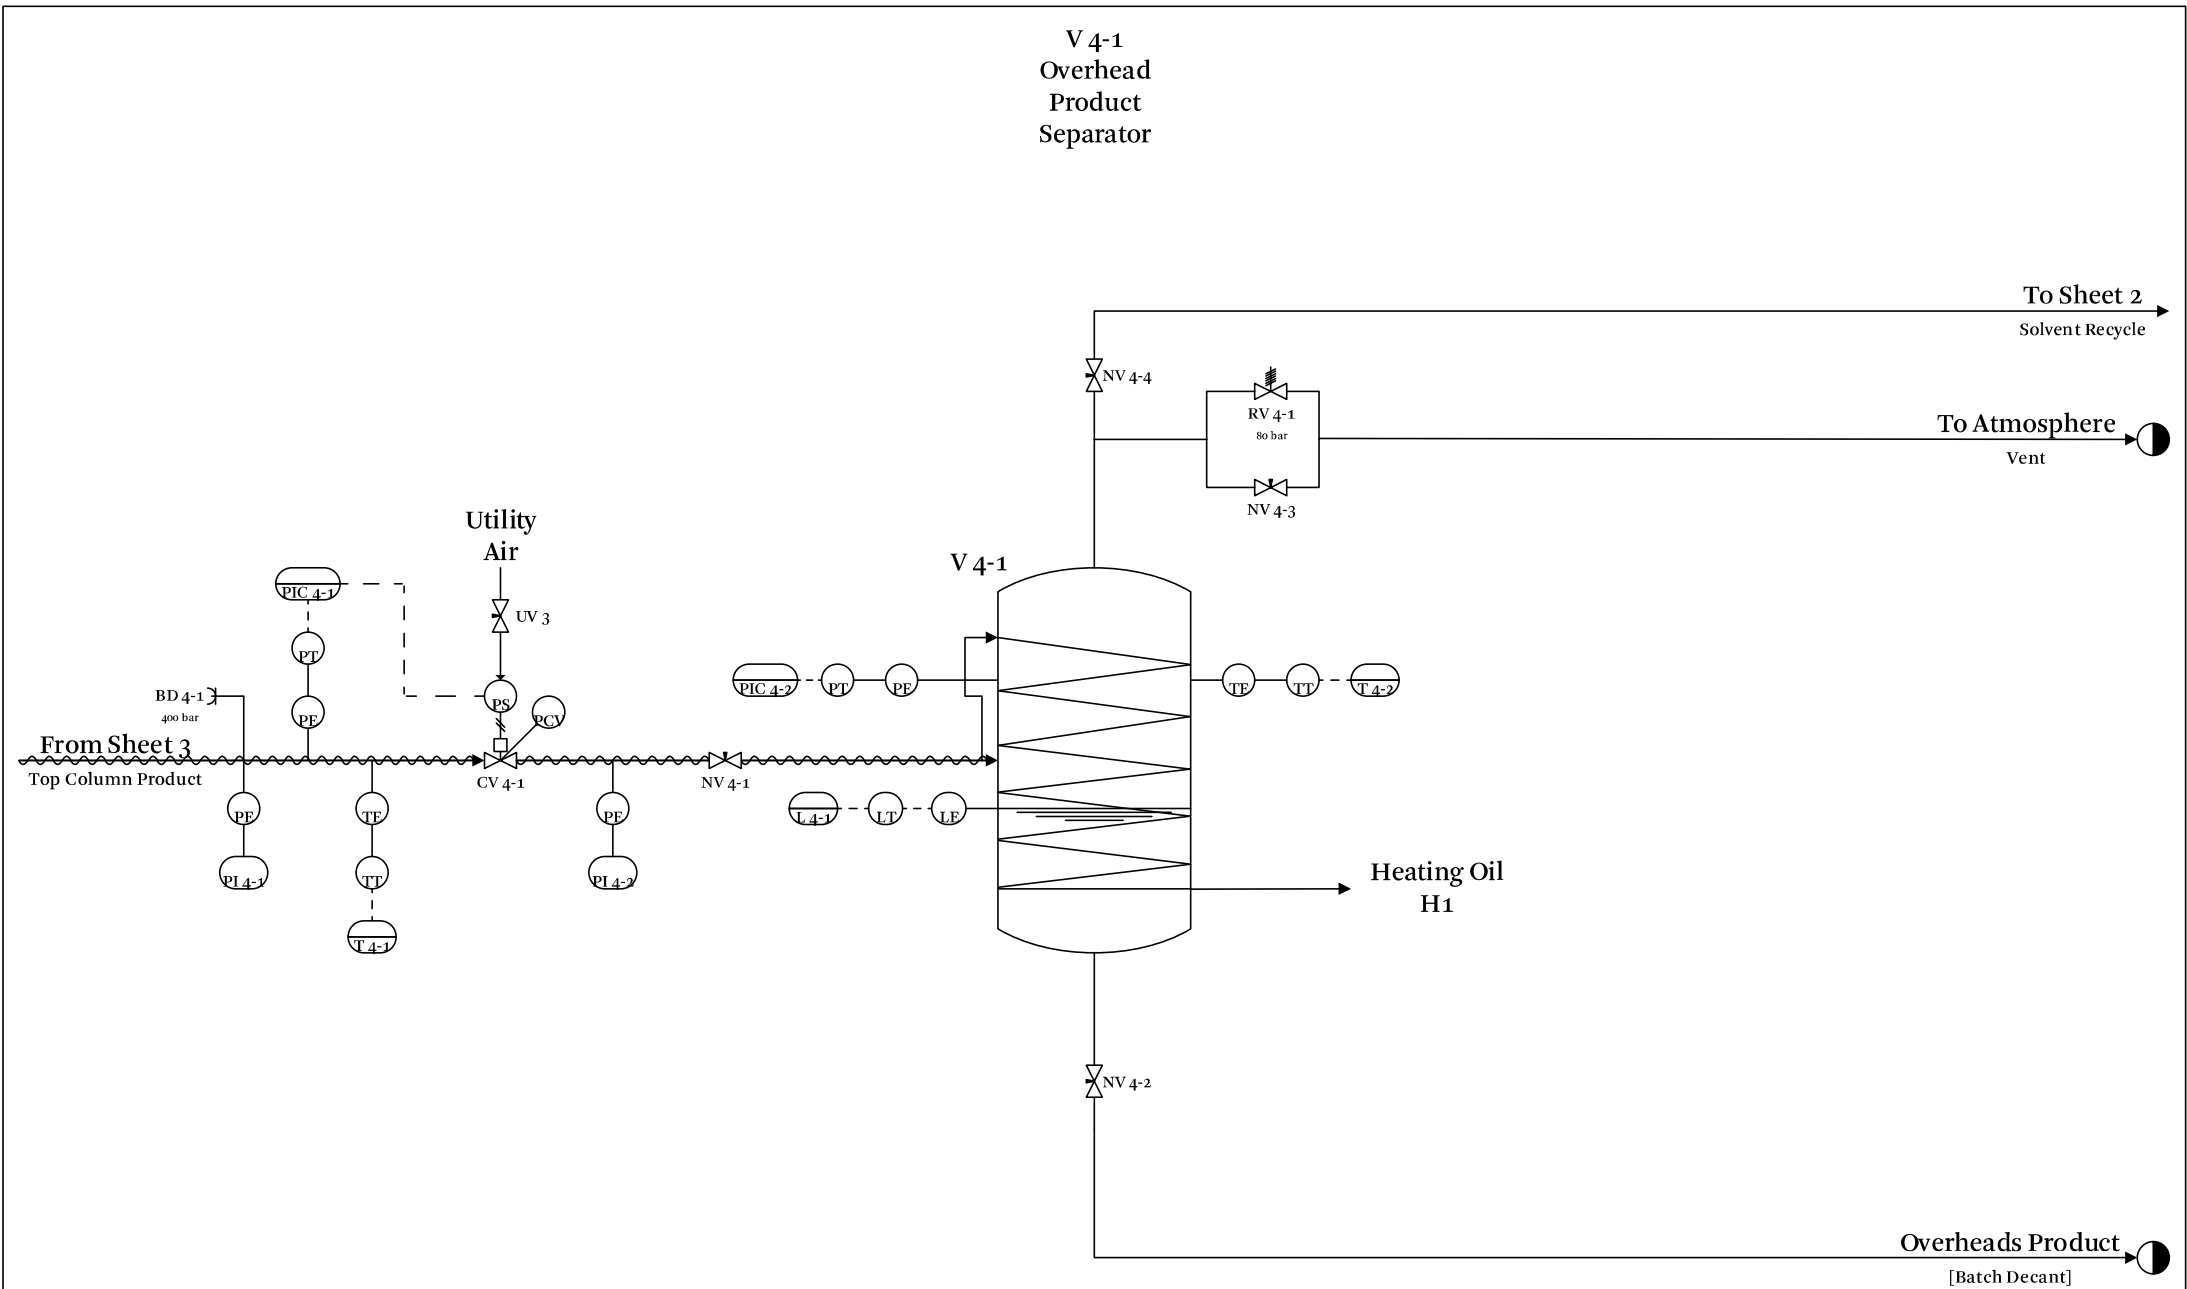 V 4-1
Overhead
Product
Separator
To Sheet 2
Solvent Recycle
NV 4-4
RV 4-1
80 bar
To Atmosphere
Vent
NV 4-3
Utility
Air
V 4-1
PIC 4-1
UV 3
PT
PIC 4-2
PT
PE
TE
TT
T 4-2
BD 4-1
400 bar
PE
PS
PCV
From Sheet 3
Top Column Product
CV 4-1
NV 4-1
PE
TE
PE
L 4-1
LT
LE
PI 4-1
TT
PI 4-2
Heating Oil
H1
T 4-1
NV 4-2
Overheads Product
[Batch Decant]